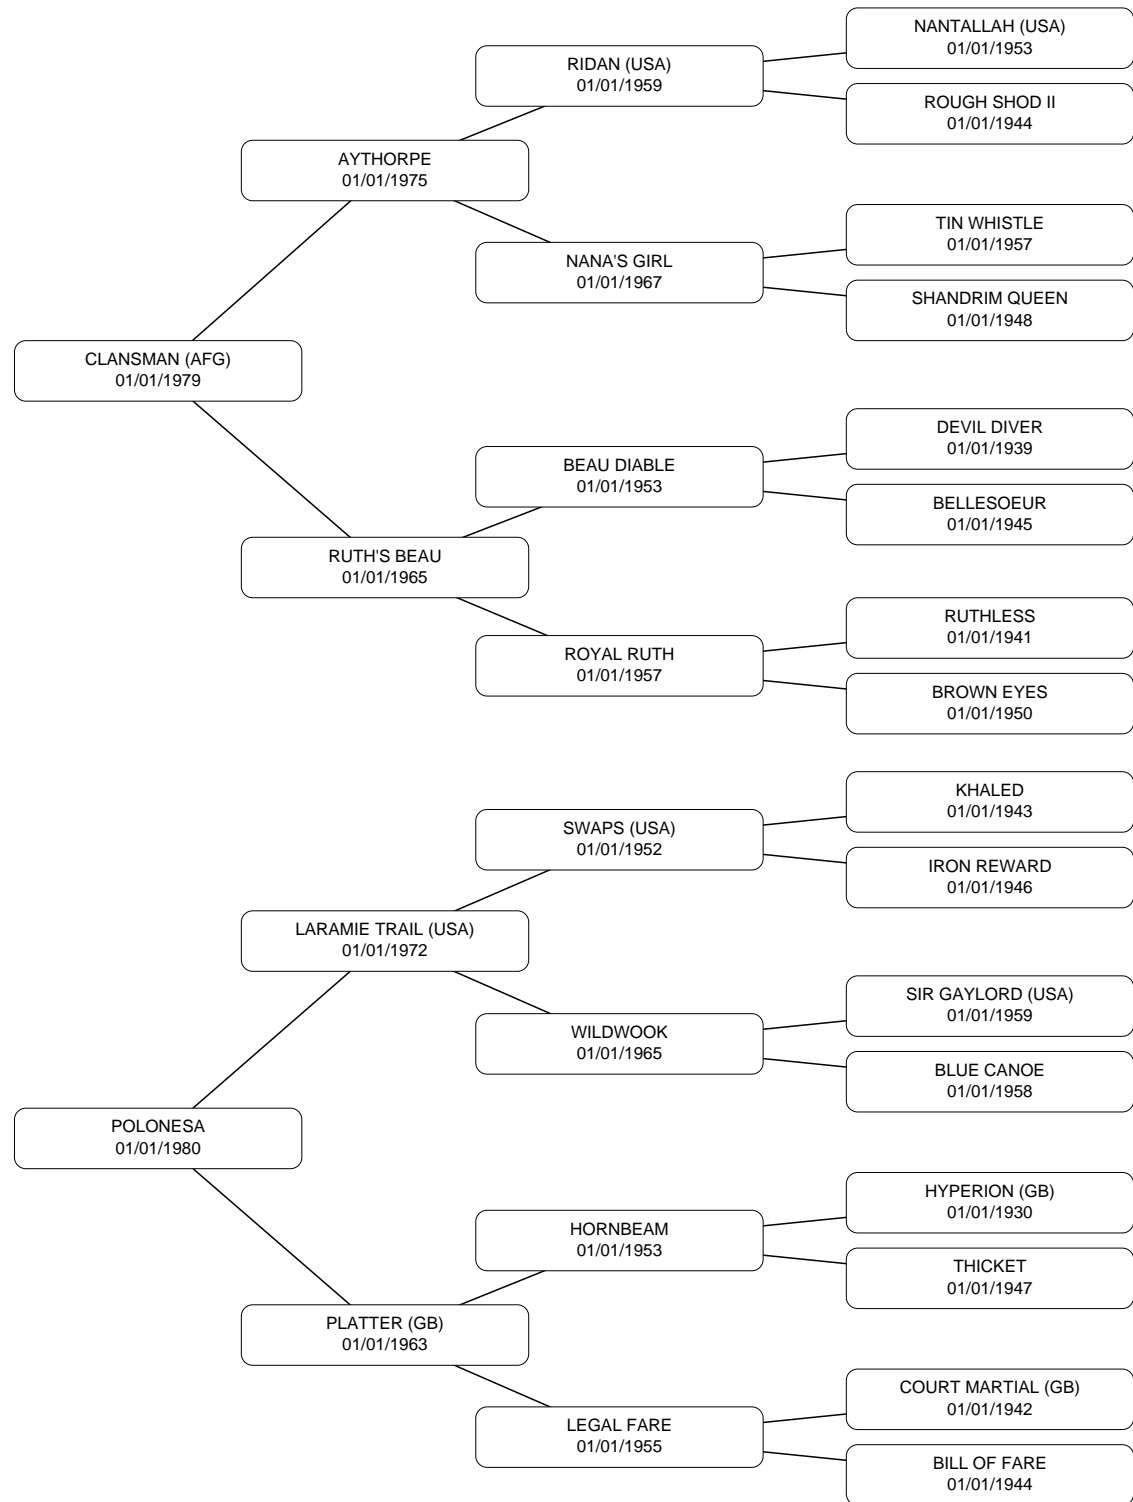 NANTALLAH (USA)
01/01/1953
RIDAN (USA)
01/01/1959
ROUGH SHOD II
01/01/1944
AYTHORPE
01/01/1975
TIN WHISTLE
01/01/1957
NANA'S GIRL
01/01/1967
SHANDRIM QUEEN
01/01/1948
CLANSMAN (AFG)
01/01/1979
DEVIL DIVER
01/01/1939
BEAU DIABLE
01/01/1953
BELLESOEUR
01/01/1945
RUTH'S BEAU
01/01/1965
RUTHLESS
01/01/1941
ROYAL RUTH
01/01/1957
BROWN EYES
01/01/1950
KHALED
01/01/1943
SWAPS (USA)
01/01/1952
IRON REWARD
01/01/1946
LARAMIE TRAIL (USA)
01/01/1972
SIR GAYLORD (USA)
01/01/1959
WILDWOOK
01/01/1965
BLUE CANOE
01/01/1958
POLONESA
01/01/1980
HYPERION (GB)
01/01/1930
HORNBEAM
01/01/1953
THICKET
01/01/1947
PLATTER (GB)
01/01/1963
COURT MARTIAL (GB)
01/01/1942
LEGAL FARE
01/01/1955
BILL OF FARE
01/01/1944